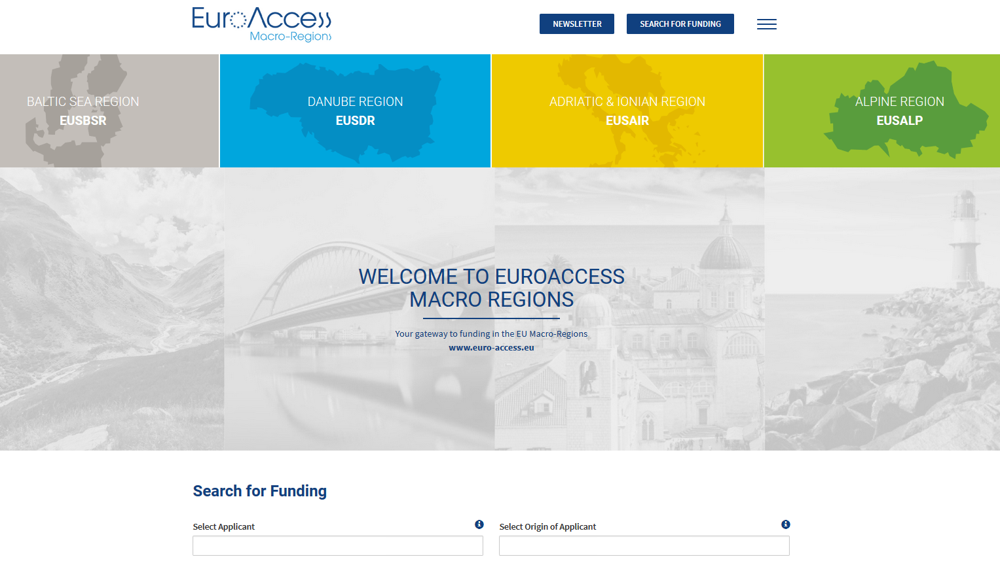 EuroAccess
Macro-Regions
NEWSLETTER
SEARCH FOR FUNDING
BALTIC SEA REGION
EUSBSR
DANUBE REGION
EUSDR
ADRIATIC & IONIAN REGION
EUSAIR
ALPINE REGION
EUSALP
WELCOME TO EUROACCESS
MACRO REGIONS
Your gateway to funding in the EU Macro-Regions
www.euro-access.eu
Search for Funding
Select Applicant
Select Origin of Applicant